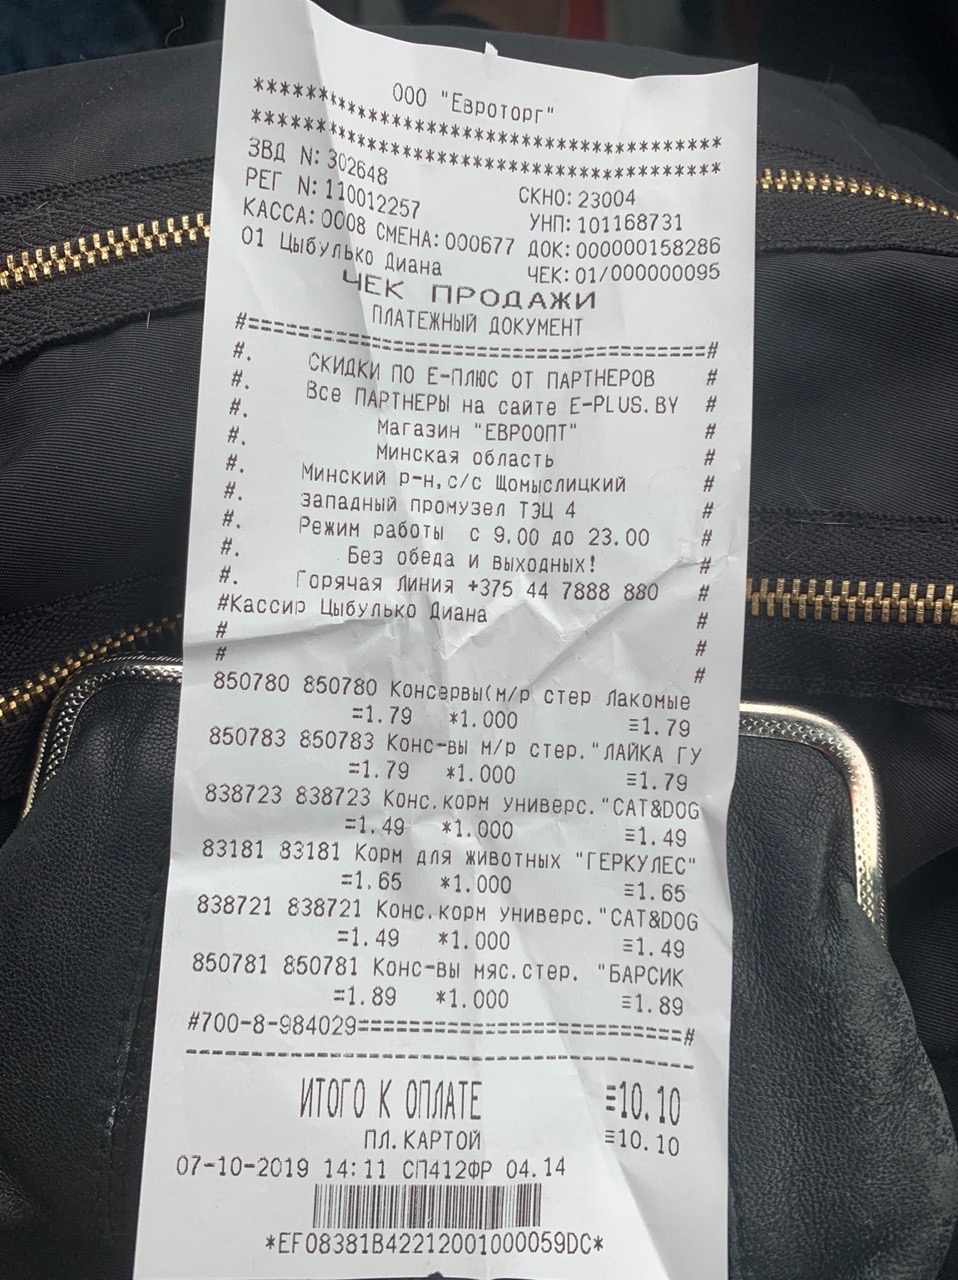 ООО "Евроторг"
********************************************
********************************************
ЗВД N: 302648 СКНО: 23004
РЕГ N: 110012257 УНП: 101168731
КАССА: 0008 СМЕНА: 000677 ДОК: 000000158286
01 Цыбулько Диана ЧЕК: 01/000000095
ЧЕК ПРОДАЖИ
ПЛАТЕЖНЫЙ ДОКУМЕНТ
#==========================================#
#. СКИДКИ ПО Е-ПЛЮС ОТ ПАРТНЕРОВ #
#. Все ПАРТНЕРЫ на сайте E-PLUS.BY #
#. Магазин "ЕВРООПТ" #
#. Минская область #
#. Минский р-н,с/с Щомыслицкий #
#. западный промузел ТЭЦ 4 #
#. Режим работы с 9.00 до 23.00 #
#. Без обеда и выходных! #
#. Горячая линия +375 44 7888 880 #
#Кассир Цыбулько Диана #
# #
# #
850780 850780 Консервы(м/р стер Лакомые
=1.79 *1.000 ≡1.79
850783 850783 Конс-вы м/р стер."ЛАЙКА ГУ
=1.79 *1.000 ≡1.79
838723 838723 Конс.корм универс."CAT&DOG
=1.49 *1.000 ≡1.49
83181 83181 Корм для животных "ГЕРКУЛЕС"
=1.65 *1.000 ≡1.65
838721 838721 Конс.корм универс."CAT&DOG
=1.49 *1.000 ≡1.49
850781 850781 Конс-вы мяс.стер. "БАРСИК
=1.89 *1.000 ≡1.89
#700-8-984029==============================#
--------------------------------------------
ИТОГО К ОПЛАТЕ ≡10.10
ПЛ.КАРТОЙ ≡10.10
07-10-2019 14:11 СП412ФР 04.14
*EF08381B42212001000059DC*